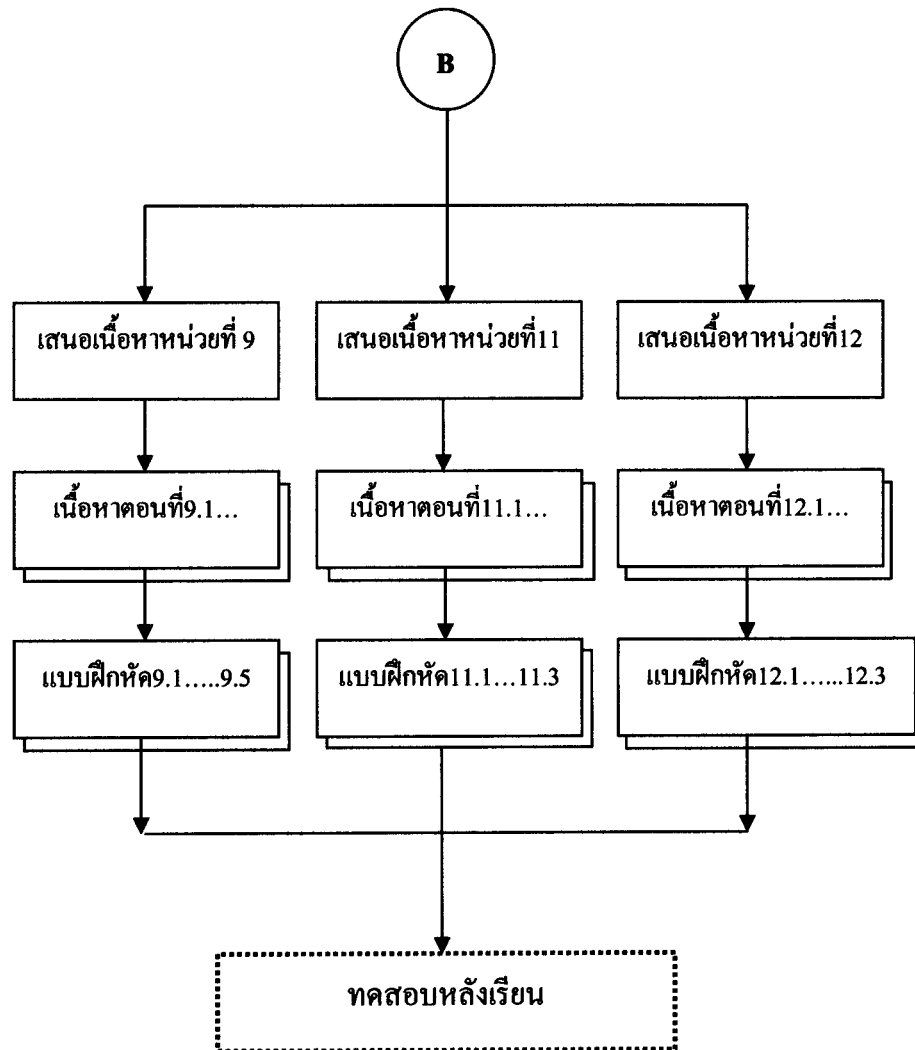 B
เสนอเนื้อหาหน่วยที่ 9
เสนอเนื้อหาหน่วยที่11
เสนอเนื้อหาหน่วยที่12
เนื้อหาตอนที่9.1...
เนื้อหาตอนที่11.1...
เนื้อหาตอนที่12.1...
แบบฝึกหัด9.1.....9.5
แบบฝึกหัด11.1...11.3
แบบฝึกหัด12.1......12.3
ทดสอบหลังเรียน